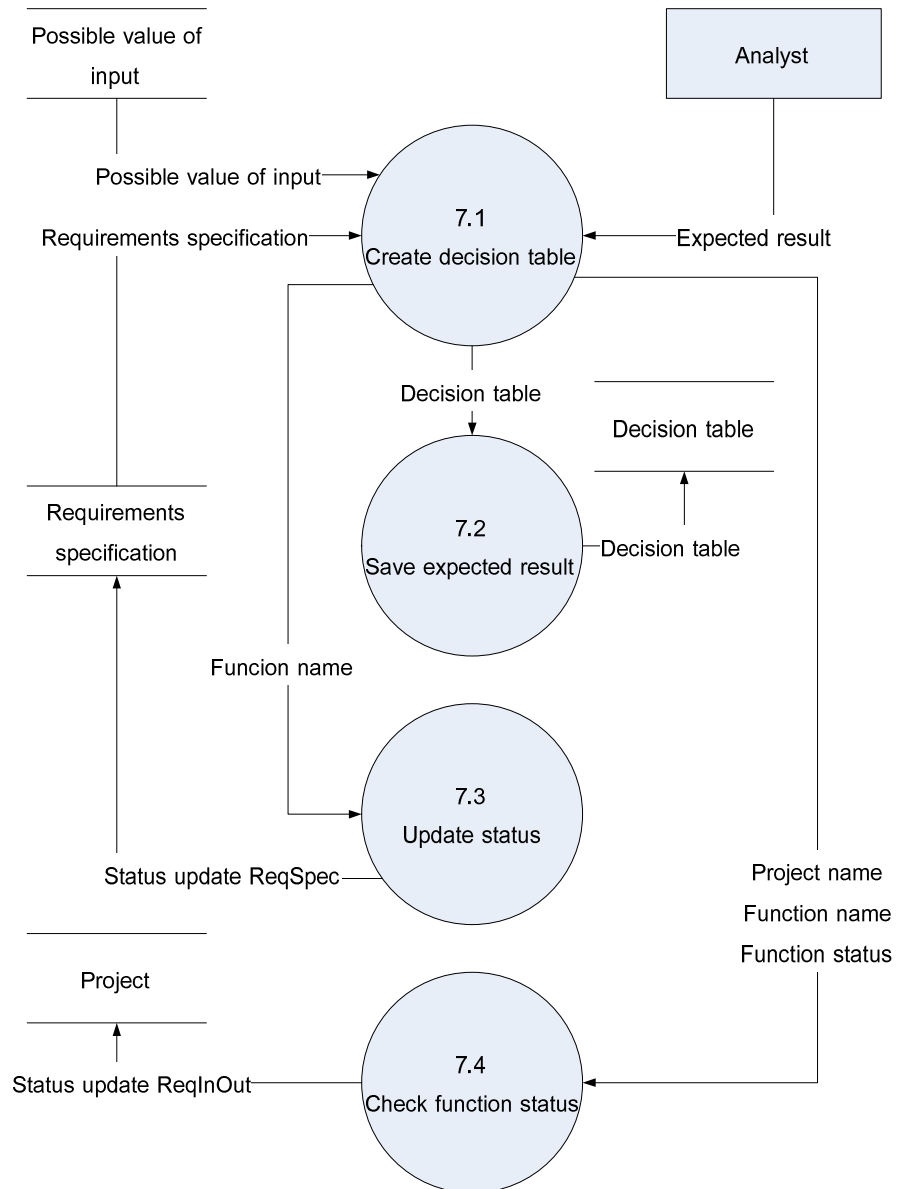 Possible value of
input
Analyst
Possible value of input
7.1
Requirements specification
Create decision table
Expected result
Decision table
Decision table
Requirements
specification
7.2
Save expected result
Decision table
Funcion name
7.3
Update status
Status update ReqSpec
Project name
Function name
Function status
Project
7.4
Status update ReqInOut
Check function status